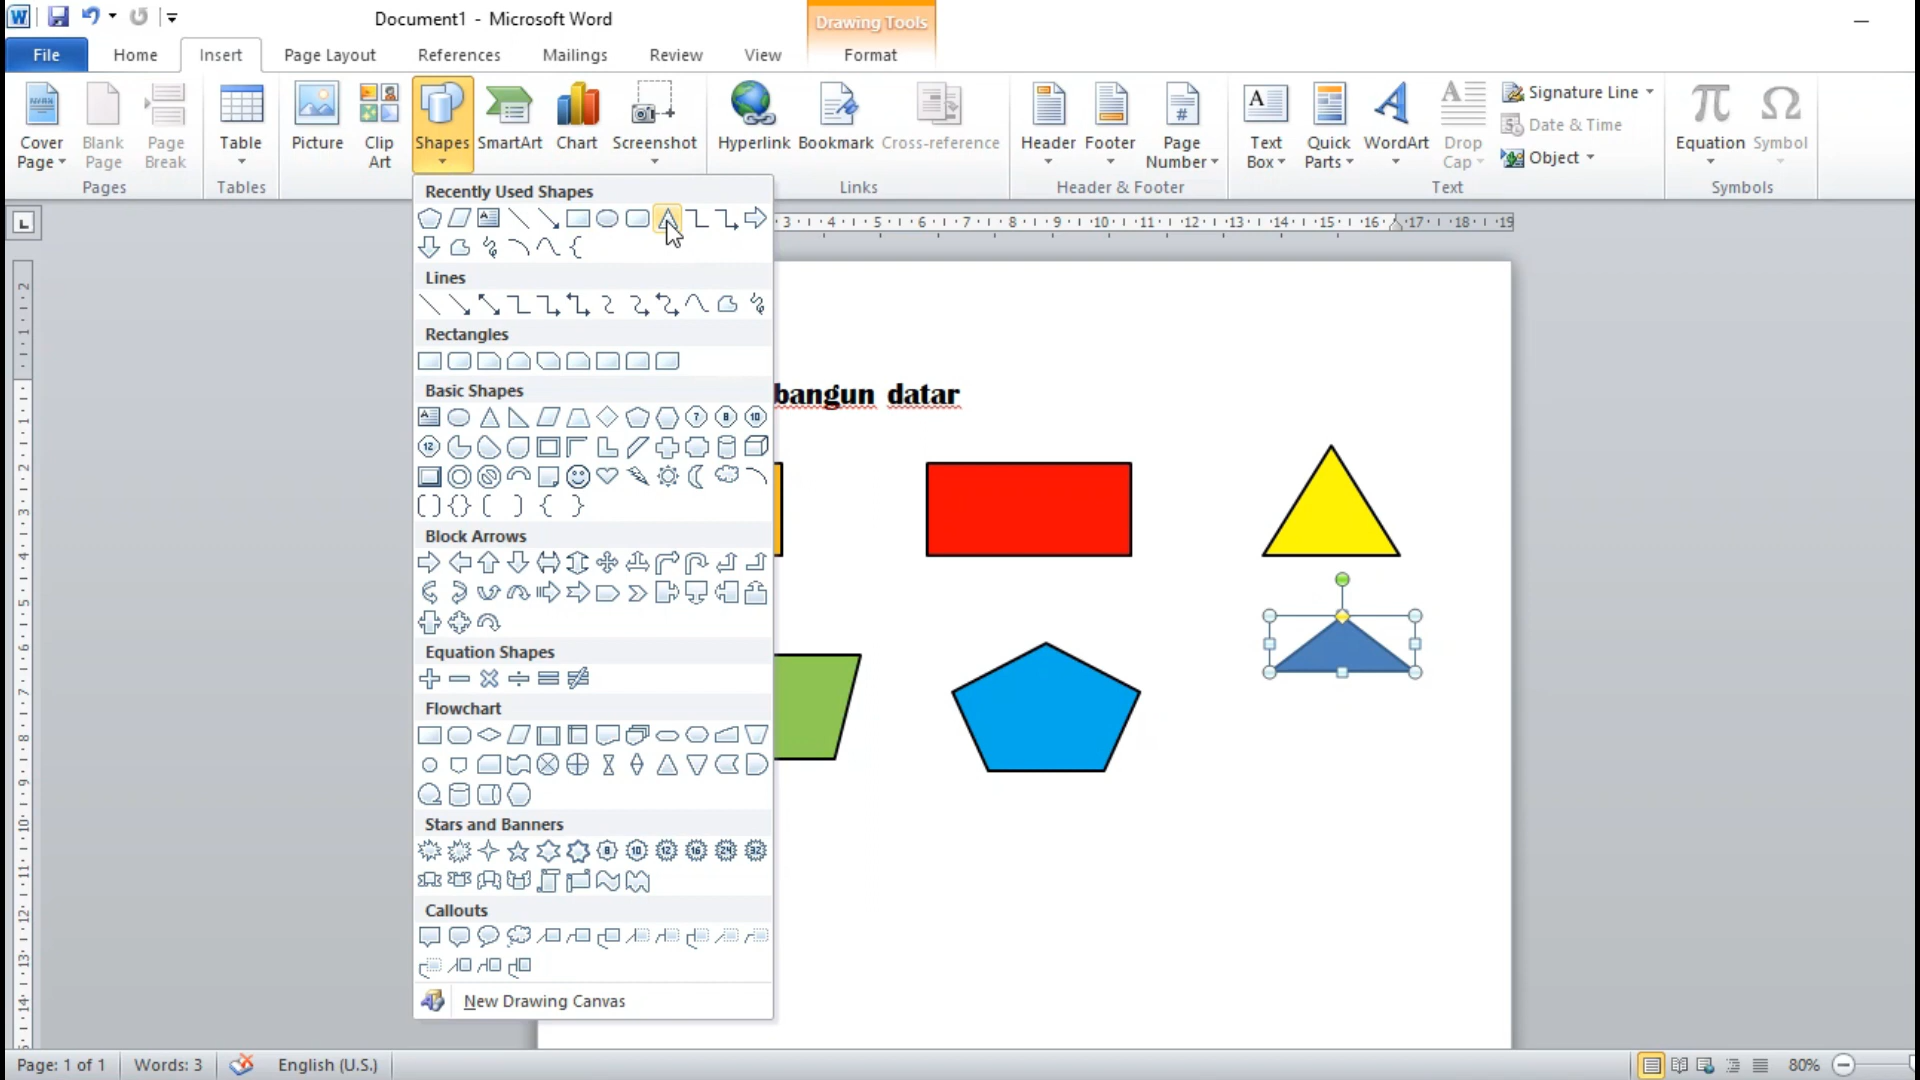 Document1 - Microsoft Word
Drawing Tools
File Home Insert Page Layout References Mailings Review View Format
Cover Page
Blank Page
Page Break
Table
Picture
Clip Art
Shapes
SmartArt
Chart
Screenshot
Hyperlink
Bookmark
Cross-reference
Header
Footer
Page Number
Text Box
Quick Parts
WordArt
Drop Cap
Signature Line
Date & Time
Object
Equation
Symbol
Pages Tables Links Header & Footer Text Symbols
Recently Used Shapes
Lines
Rectangles
Basic Shapes
Block Arrows
Equation Shapes
Flowchart
Stars and Banners
Callouts
New Drawing Canvas
bangun datar
Page: 1 of 1 Words: 3 English (U.S.) 80%